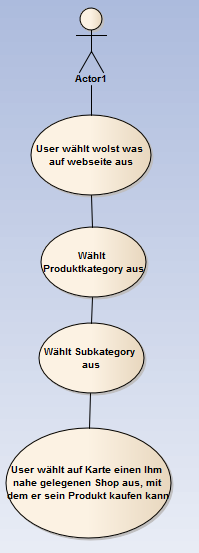 Actor1
User wählt wolst was
auf webseite aus
Wählt
Produktkategory aus
Wählt Subkategory
aus
User wählt auf Karte einen Ihm
nahe gelegenen Shop aus, mit
dem er sein Produkt kaufen kann